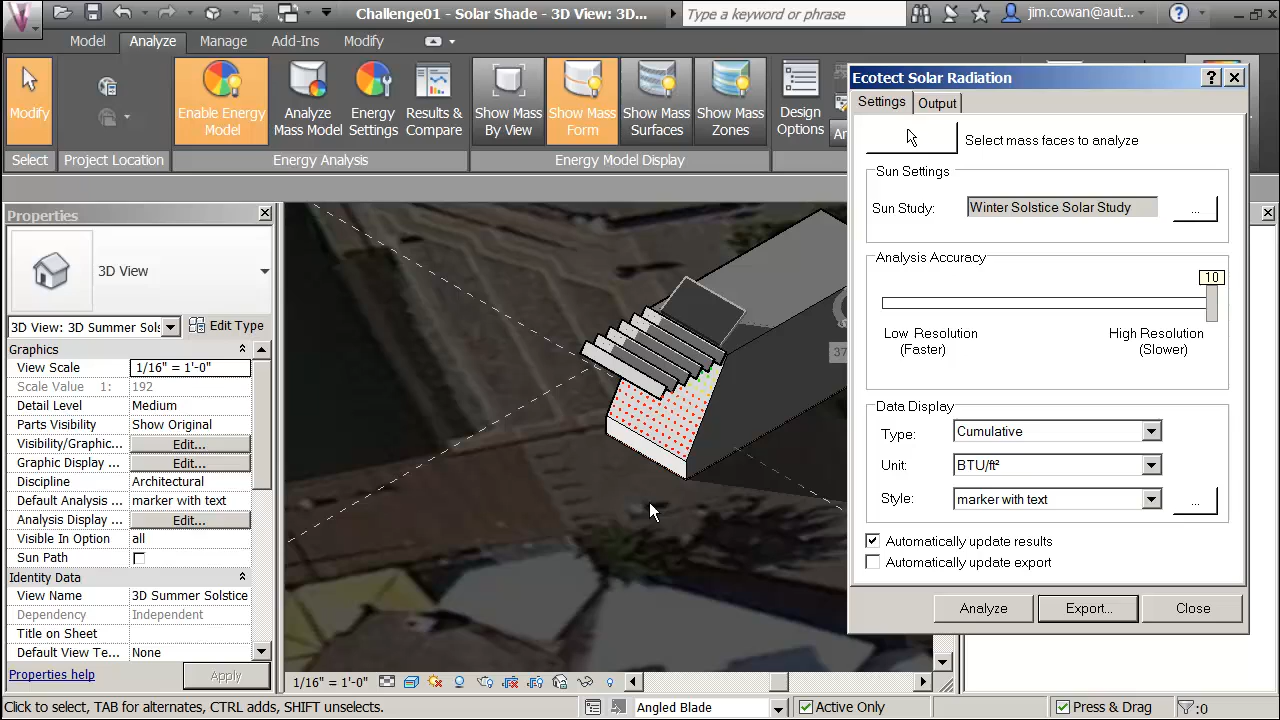 Challenge01 - Solar Shade - 3D View: 3D...
Type a keyword or phrase
jim.cowan@aut...
Model
Analyze
Manage
Add-Ins
Modify
Modify
Enable Energy Model
Analyze Mass Model
Energy Settings
Results & Compare
Show Mass By View
Show Mass Form
Show Mass Surfaces
Show Mass Zones
Design Options
Select
Project Location
Energy Analysis
Energy Model Display
Properties
3D View
3D View: 3D Summer Sols
Edit Type
Graphics
View Scale 1/16" = 1'-0"
Scale Value 1: 192
Detail Level Medium
Parts Visibility Show Original
Visibility/Graphic... Edit...
Graphic Display ... Edit...
Discipline Architectural
Default Analysis ... marker with text
Analysis Display ... Edit...
Visible In Option all
Sun Path
Identity Data
View Name 3D Summer Solstice
Dependency Independent
Title on Sheet
Default View Te... None
Properties help
Apply
37
Ecotect Solar Radiation
Settings
Output
Select mass faces to analyze
Sun Settings
Sun Study: Winter Solstice Solar Study ...
Analysis Accuracy
10
Low Resolution (Faster)
High Resolution (Slower)
Data Display
Type: Cumulative
Unit: BTU/ft²
Style: marker with text ...
Automatically update results
Automatically update export
Analyze
Export...
Close
1/16" = 1'-0"
Click to select, TAB for alternates, CTRL adds, SHIFT unselects.
Angled Blade
Active Only
Press & Drag
:0